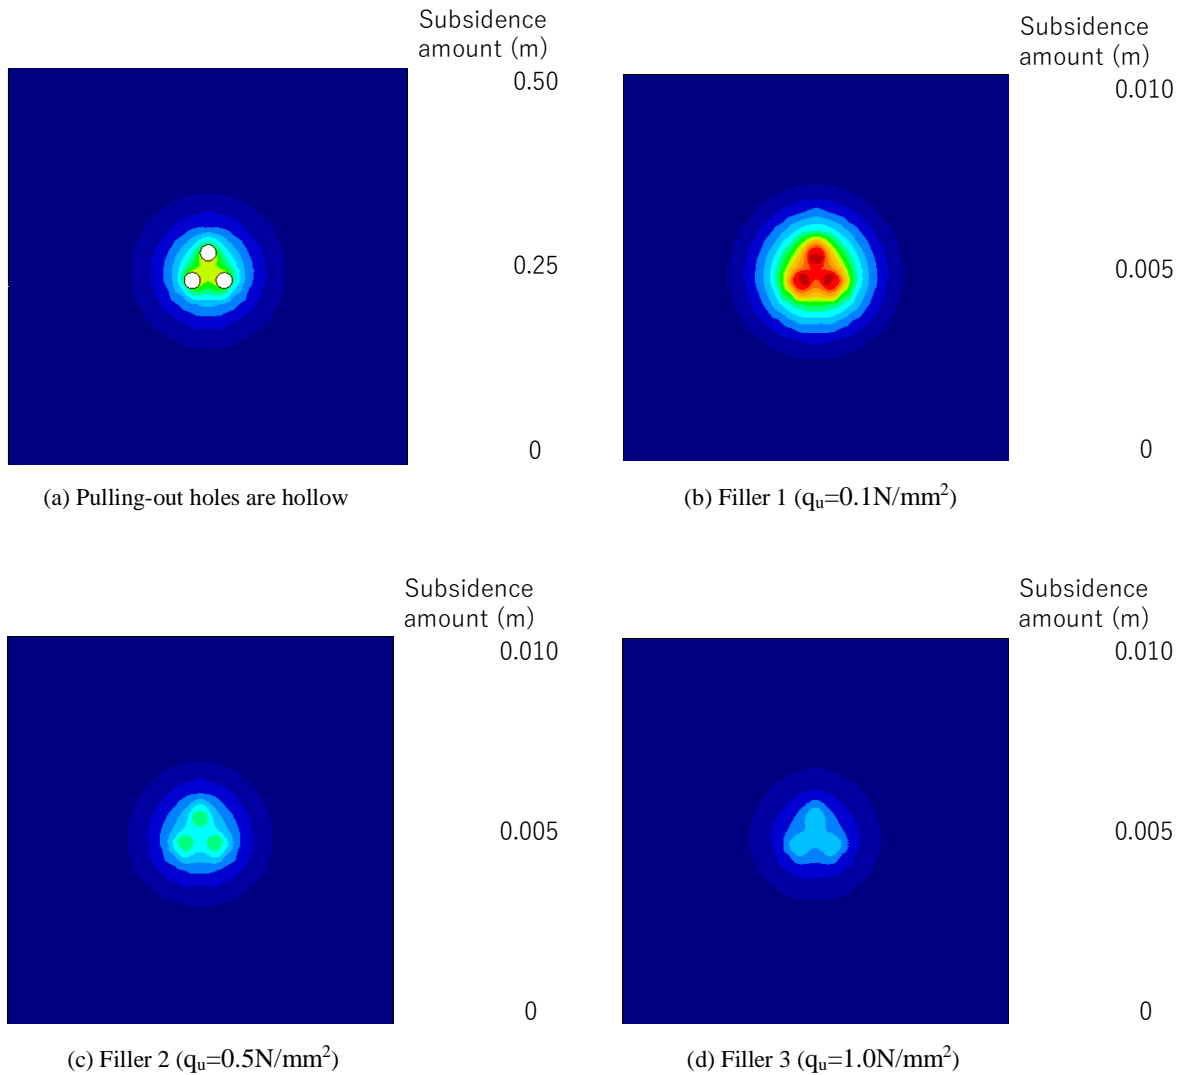 Subsidence
amount (m)
0.50
0.25
0
(a) Pulling-out holes are hollow
Subsidence
amount (m)
0.010
0.005
0
(b) Filler 1 (qu=0.1N/mm²)
Subsidence
amount (m)
0.010
0.005
0
(c) Filler 2 (qu=0.5N/mm²)
Subsidence
amount (m)
0.010
0.005
0
(d) Filler 3 (qu=1.0N/mm²)